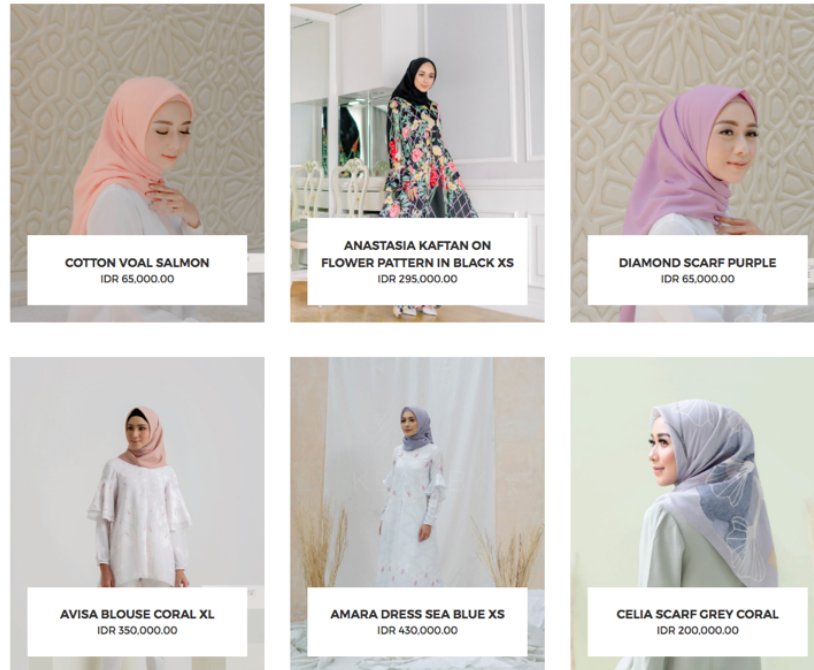 COTTON VOAL SALMON
IDR 65,000.00
ANASTASIA KAFTAN ON
FLOWER PATTERN IN BLACK XS
IDR 295,000.00
DIAMOND SCARF PURPLE
IDR 65,000.00
AVISA BLOUSE CORAL XL
IDR 350,000.00
AMARA DRESS SEA BLUE XS
IDR 430,000.00
CELIA SCARF GREY CORAL
IDR 200,000.00